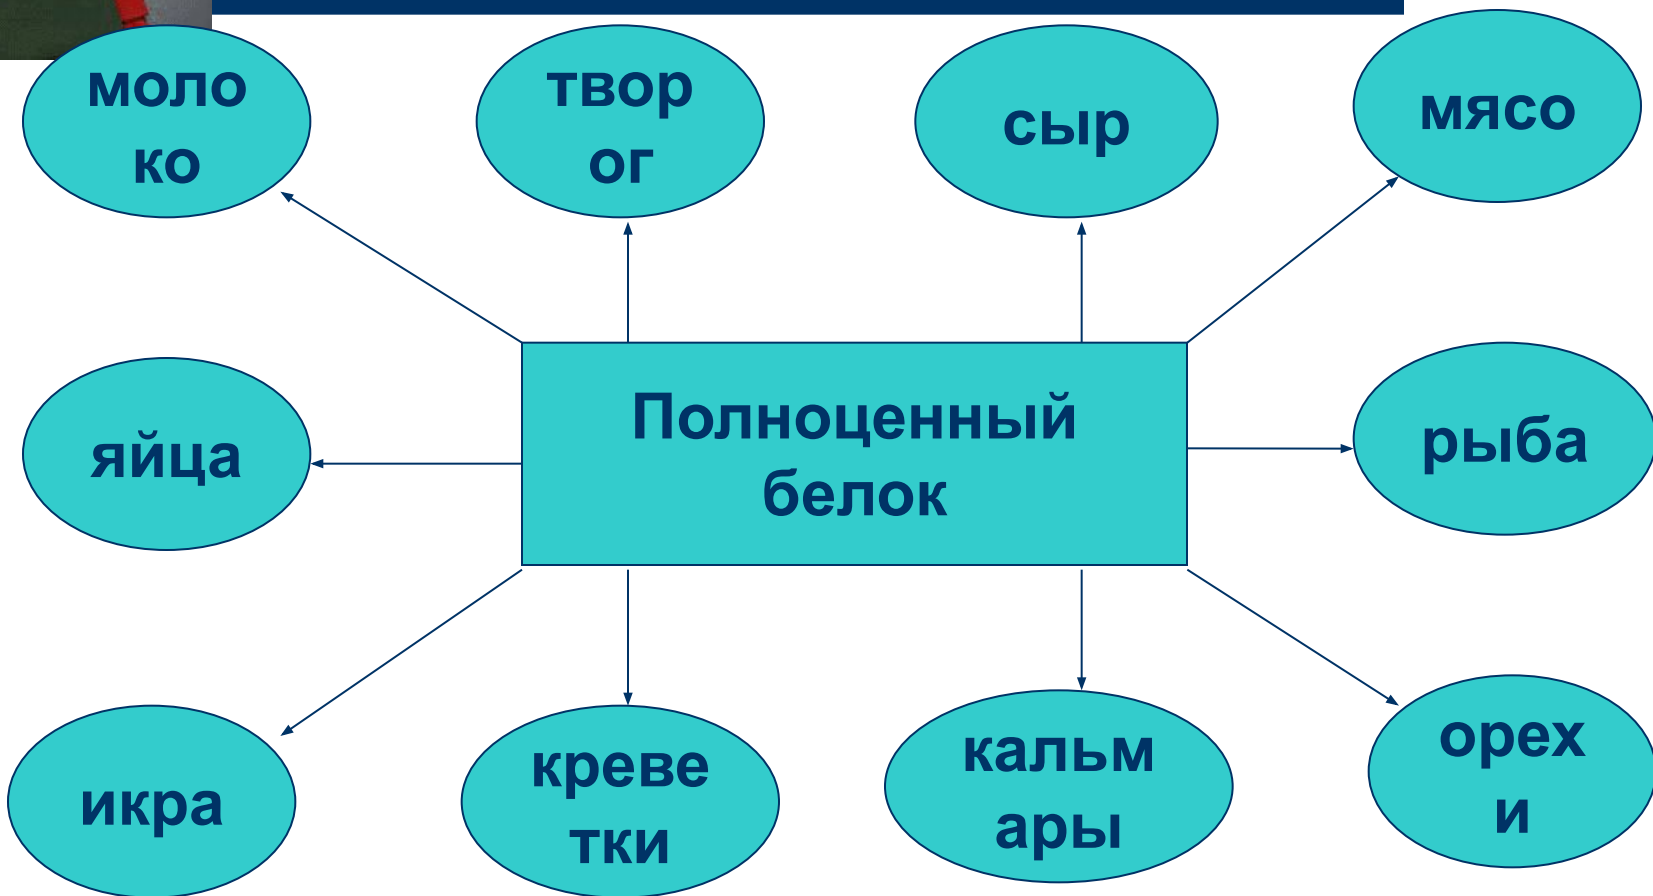 моло
ко
твор
ог
сыр
мясо
яйца
Полноценный
белок
рыба
икра
креве
тки
кальм
ары
орех
и